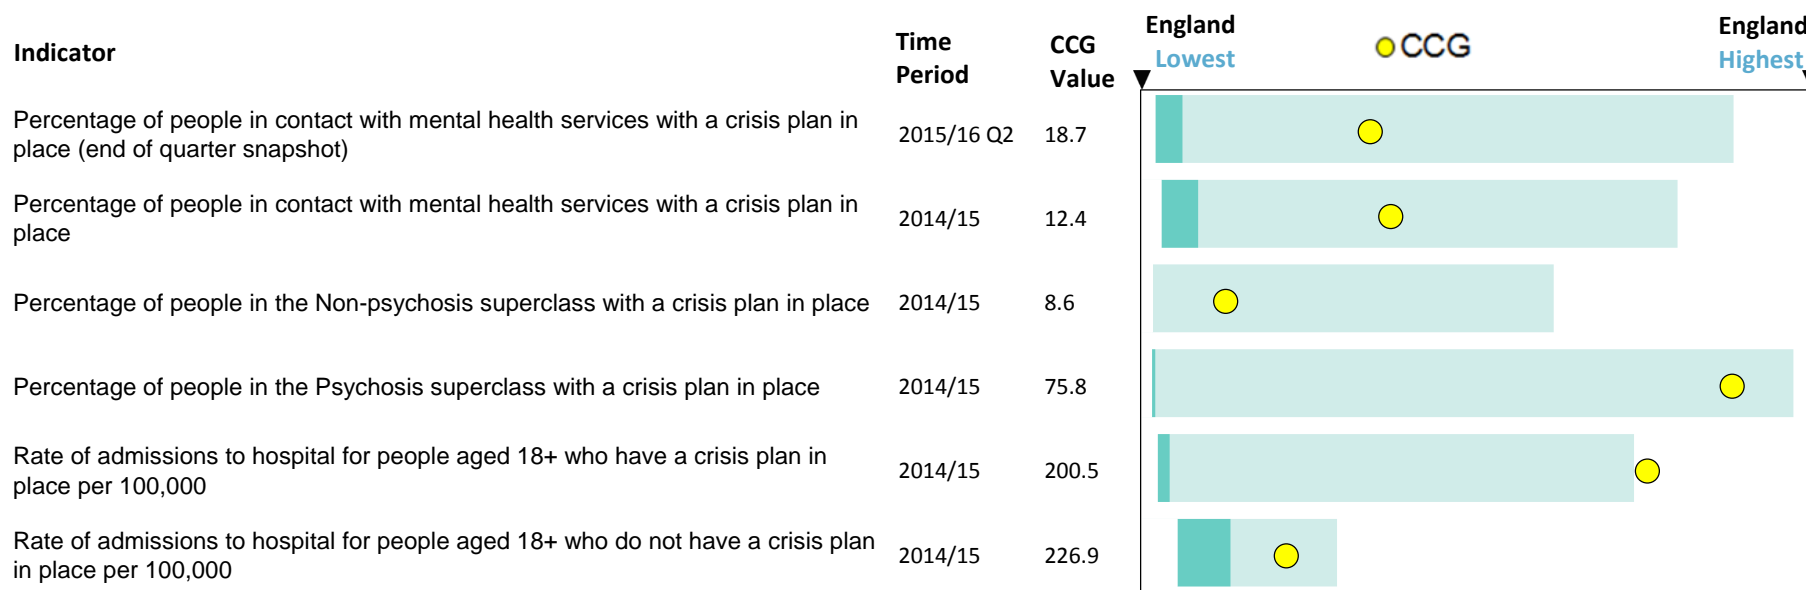 Indicator
Time Period
CCG Value
England Lowest
CCG
England Highest
Percentage of people in contact with mental health services with a crisis plan in
place (end of quarter snapshot)
2015/16 Q2
18.7
Percentage of people in contact with mental health services with a crisis plan in
place
2014/15
12.4
Percentage of people in the Non-psychosis superclass with a crisis plan in place
2014/15
8.6
Percentage of people in the Psychosis superclass with a crisis plan in place
2014/15
75.8
Rate of admissions to hospital for people aged 18+ who have a crisis plan in
place per 100,000
2014/15
200.5
Rate of admissions to hospital for people aged 18+ who do not have a crisis plan
in place per 100,000
2014/15
226.9